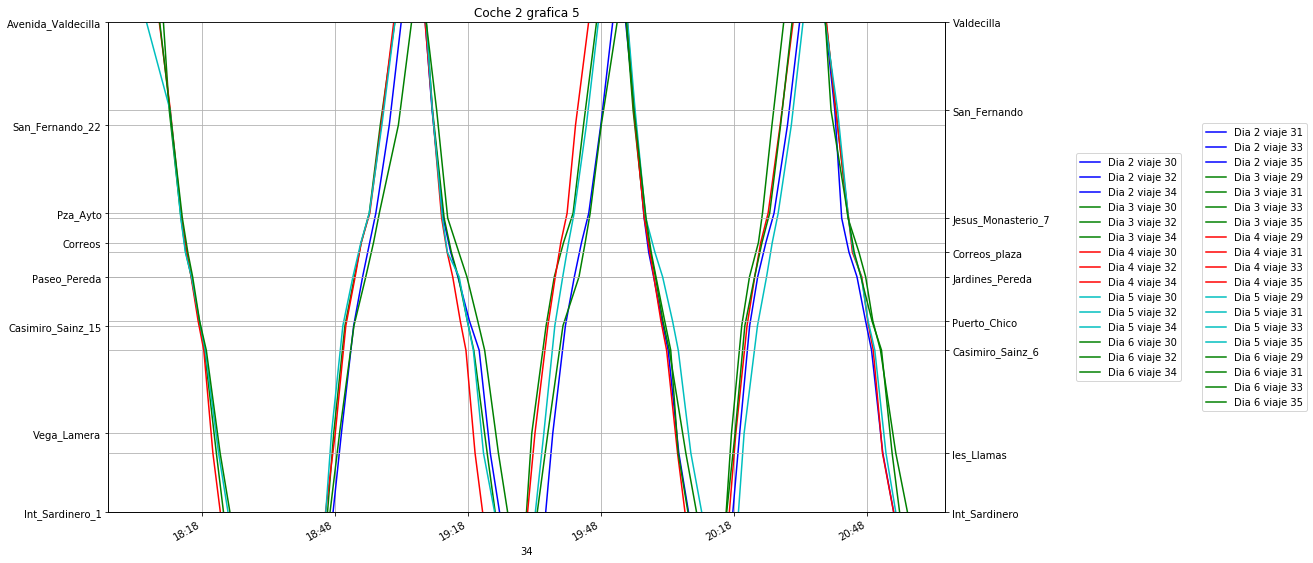 Coche 2 grafica 5
Avenida_Valdecilla
San_Fernando_22
Pza_Ayto
Correos
Paseo_Pereda
Casimiro_Sainz_15
Vega_Lamera
Int_Sardinero_1
Valdecilla
San_Fernando
Jesus_Monasterio_7
Correos_plaza
Jardines_Pereda
Puerto_Chico
Casimiro_Sainz_6
Ies_Llamas
Int_Sardinero
18:18
18:48
19:18
19:48
20:18
20:48
34
Dia 2 viaje 30
Dia 2 viaje 32
Dia 2 viaje 34
Dia 3 viaje 30
Dia 3 viaje 32
Dia 3 viaje 34
Dia 4 viaje 30
Dia 4 viaje 32
Dia 4 viaje 34
Dia 5 viaje 30
Dia 5 viaje 32
Dia 5 viaje 34
Dia 6 viaje 30
Dia 6 viaje 32
Dia 6 viaje 34
Dia 2 viaje 31
Dia 2 viaje 33
Dia 2 viaje 35
Dia 3 viaje 29
Dia 3 viaje 31
Dia 3 viaje 33
Dia 3 viaje 35
Dia 4 viaje 29
Dia 4 viaje 31
Dia 4 viaje 33
Dia 4 viaje 35
Dia 5 viaje 29
Dia 5 viaje 31
Dia 5 viaje 33
Dia 5 viaje 35
Dia 6 viaje 29
Dia 6 viaje 31
Dia 6 viaje 33
Dia 6 viaje 35